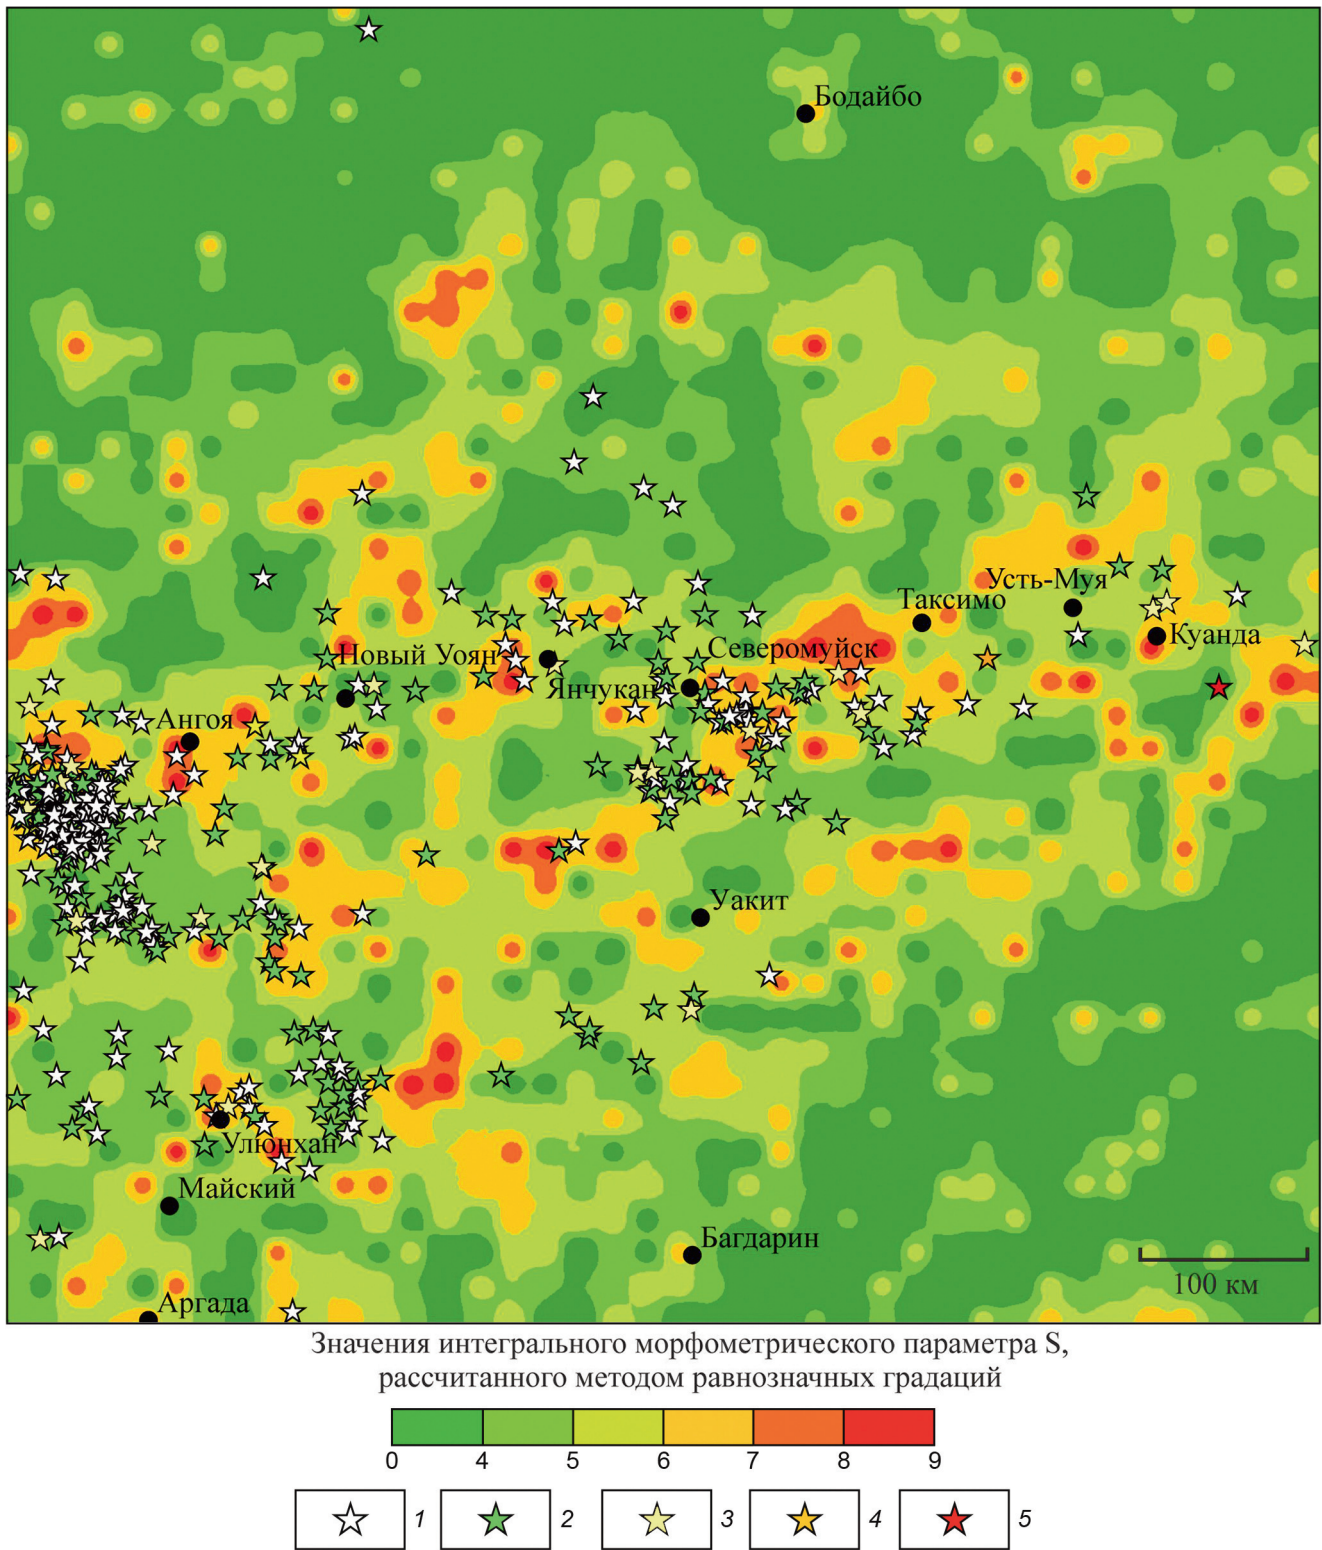 Бодайбо
Усть-Муя
Таксимо
Куанда
Северомуйск
Новый Уоян
Янчукан
Ангоя
Уакит
Улюнхан
Майский
Багдарин
100 км
Аргада
Значения интегрального морфометрического параметра S,
рассчитанного методом равнозначных градаций
0 4 5 6 7 8 9
1 2 3 4 5